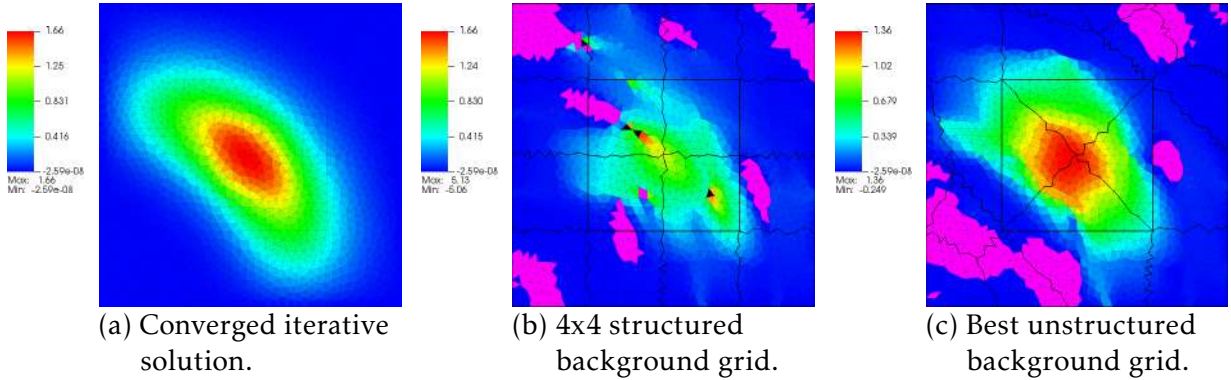 1.66
1.25
0.831
0.416
-2.59e-08
Max: 1.66
Min: -2.59e-08
1.66
1.25
0.830
0.415
-2.59e-08
Max: 5.13
Min: -5.06
1.36
1.02
0.679
0.339
-2.59e-08
Max: 1.36
Min: -0.249
(a) Converged iterative
solution.
(b) 4x4 structured
background grid.
(c) Best unstructured
background grid.